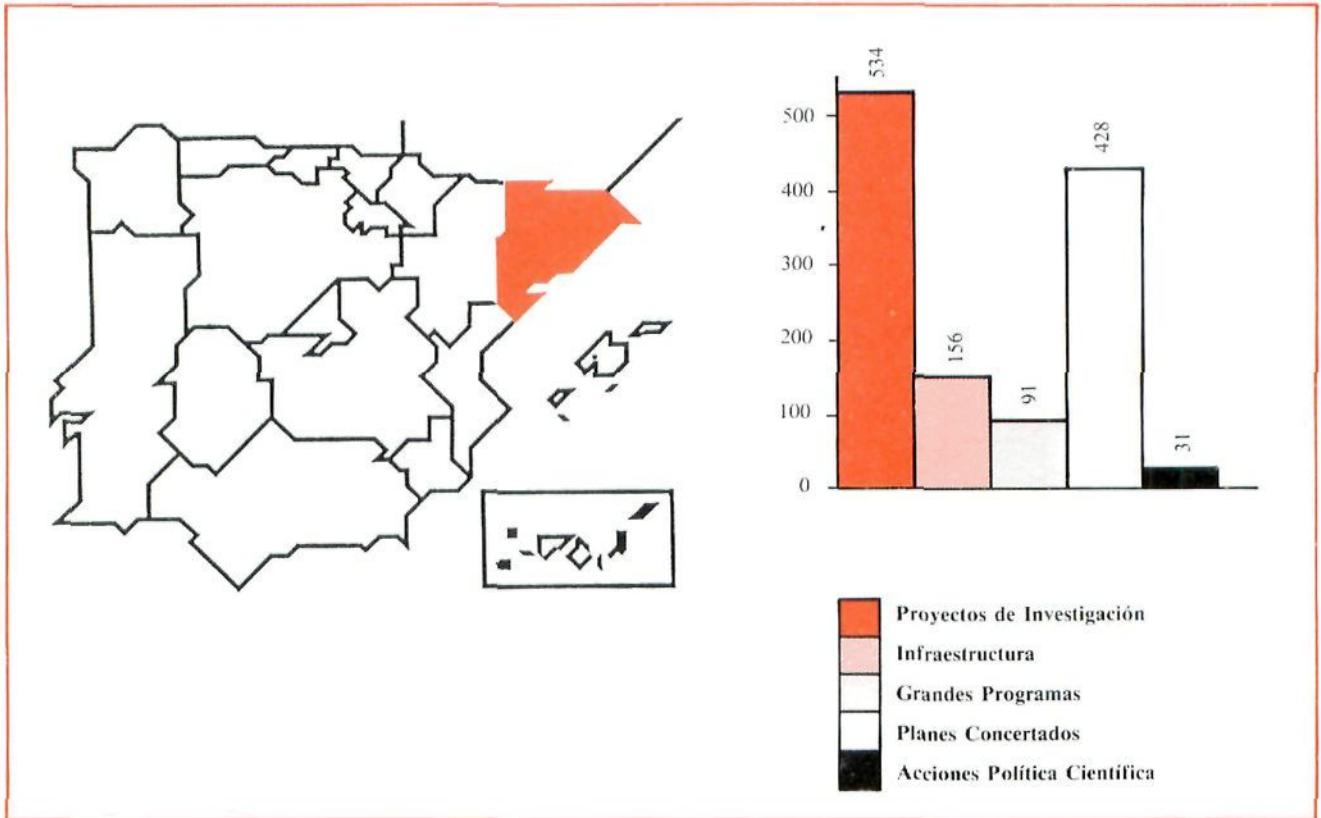 534
500
428
400
300
200
156
100
91
31
0
Proyectos de Investigación
Infraestructura
Grandes Programas
Planes Concertados
Acciones Política Científica